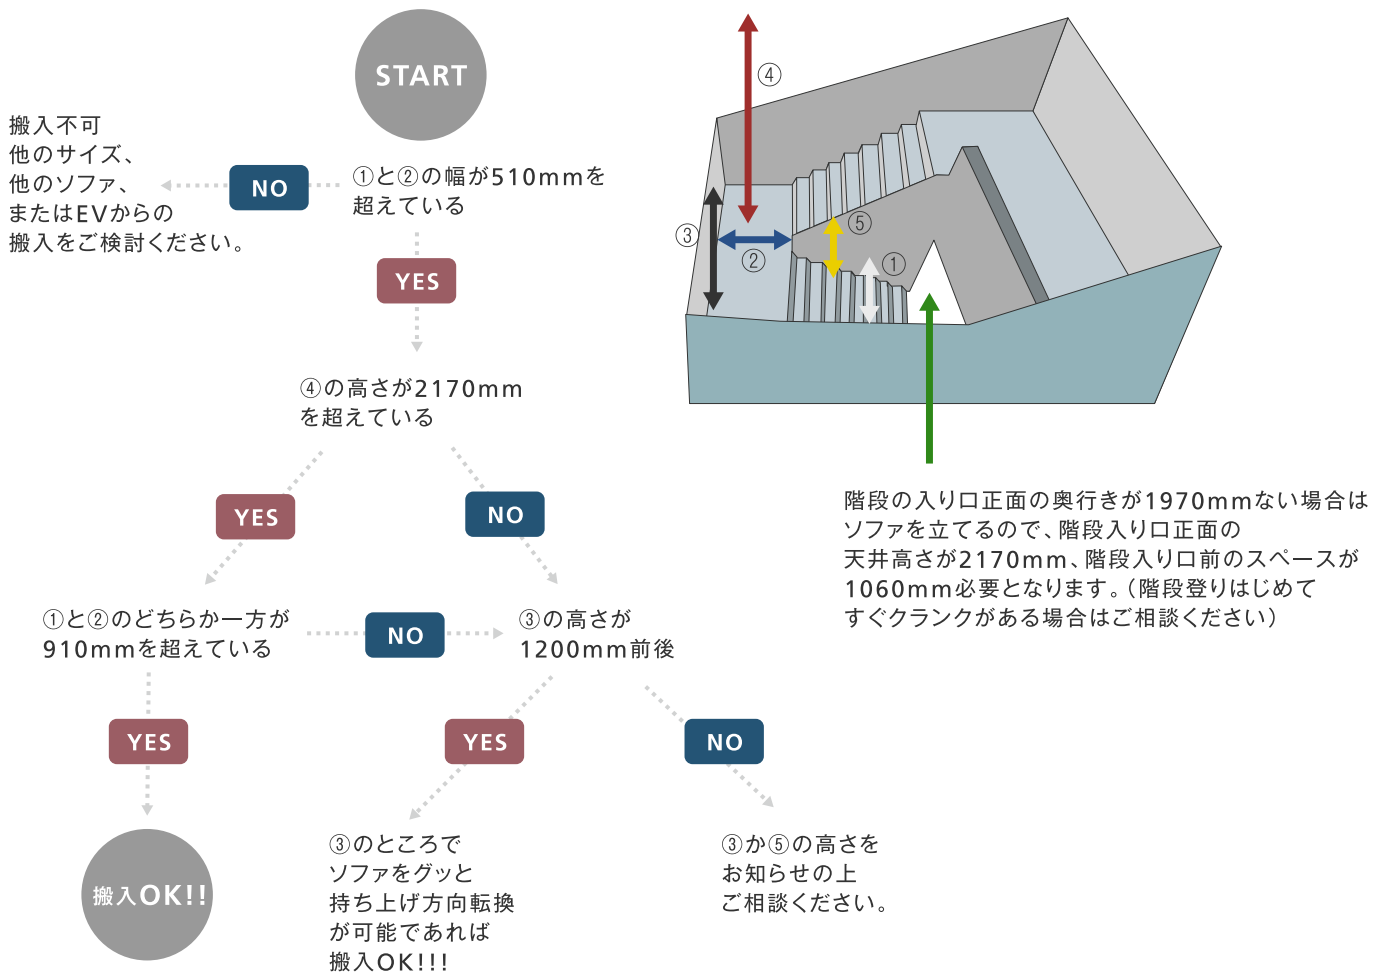 START
搬入不可
他のサイズ、
他のソファ、
またはEVからの
搬入をご検討ください。
NO
①と②の幅が510mmを
超えている
YES
④の高さが2170mm
を超えている
YES
NO
①と②のどちらか一方が
910mmを超えている
NO
③の高さが
1200mm前後
YES
YES
NO
搬入OK!!
③のところで
ソファをグッと
持ち上げ方向転換
が可能であれば
搬入OK!!!
③か⑤の高さを
お知らせの上
ご相談ください。
④
③
②
⑤
①
階段の入り口正面の奥行きが1970mmない場合は
ソファを立てるので、階段入り口正面の
天井高さが2170mm、階段入り口前のスペースが
1060mm必要となります。（階段登りはじめて
すぐクランクがある場合はご相談ください）